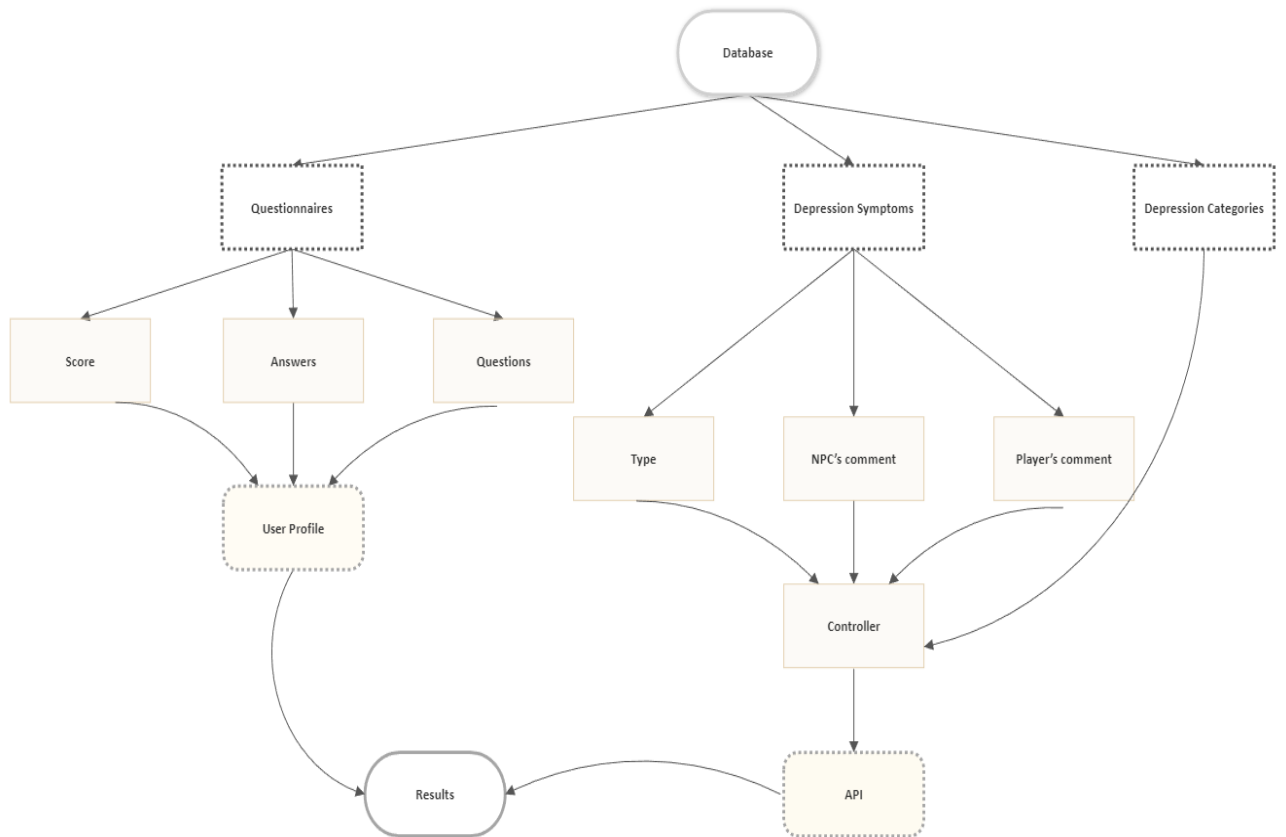 Database
Questionnaires
Depression Symptoms
Depression Categories
Score
Answers
Questions
Type
NPC's comment
Player's comment
User Profile
Controller
Results
API